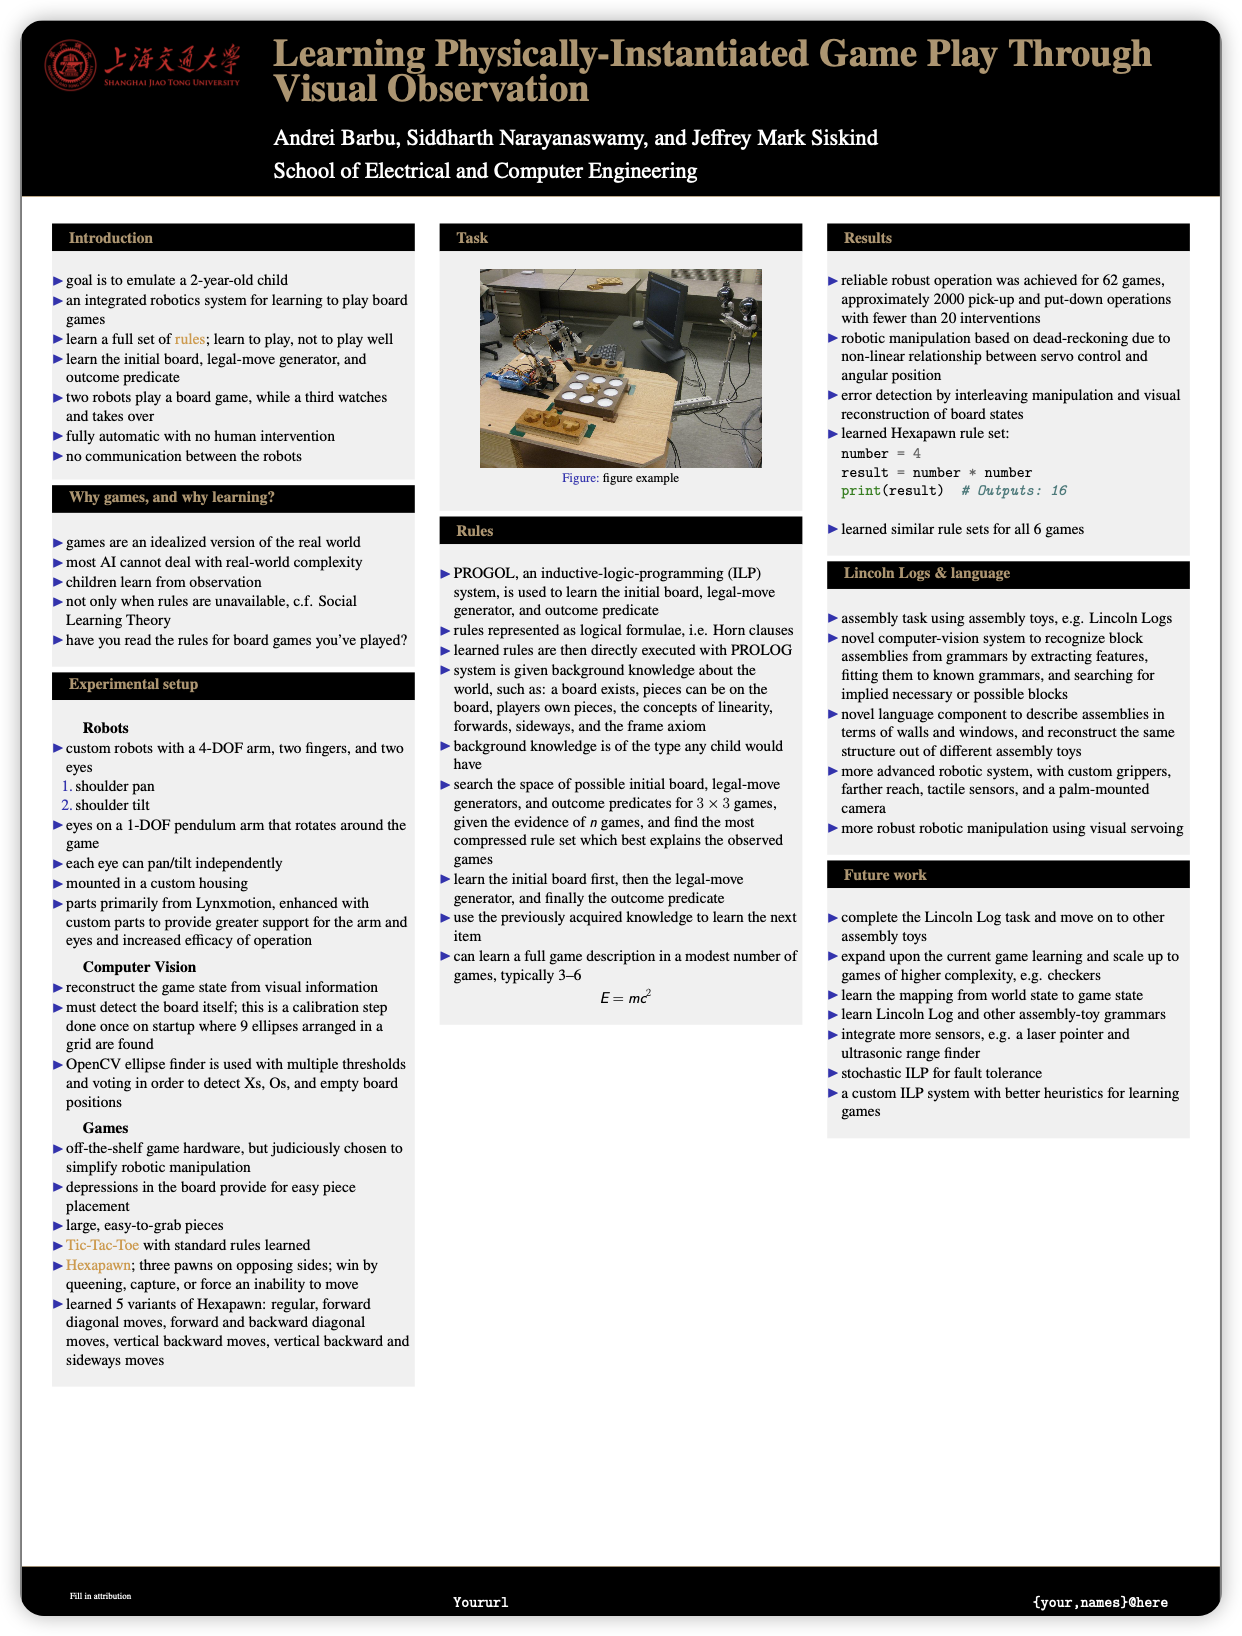 上海交通大学
SHANGHAI JIAO TONG UNIVERSITY
Learning Physically-Instantiated Game Play Through
Visual Observation
Andrei Barbu, Siddharth Narayanaswamy, and Jeffrey Mark Siskind
School of Electrical and Computer Engineering
Introduction
▶ goal is to emulate a 2-year-old child
▶ an integrated robotics system for learning to play board
games
▶ learn a full set of rules; learn to play, not to play well
▶ learn the initial board, legal-move generator, and
outcome predicate
▶ two robots play a board game, while a third watches
and takes over
▶ fully automatic with no human intervention
▶ no communication between the robots
Why games, and why learning?
▶ games are an idealized version of the real world
▶ most AI cannot deal with real-world complexity
▶ children learn from observation
▶ not only when rules are unavailable, c.f. Social
Learning Theory
▶ have you read the rules for board games you've played?
Experimental setup
Robots
▶ custom robots with a 4-DOF arm, two fingers, and two
eyes
1. shoulder pan
2. shoulder tilt
▶ eyes on a 1-DOF pendulum arm that rotates around the
game
▶ each eye can pan/tilt independently
▶ mounted in a custom housing
▶ parts primarily from Lynxmotion, enhanced with
custom parts to provide greater support for the arm and
eyes and increased efficacy of operation
Computer Vision
▶ reconstruct the game state from visual information
▶ must detect the board itself; this is a calibration step
done once on startup where 9 ellipses arranged in a
grid are found
▶ OpenCV ellipse finder is used with multiple thresholds
and voting in order to detect Xs, Os, and empty board
positions
Games
▶ off-the-shelf game hardware, but judiciously chosen to
simplify robotic manipulation
▶ depressions in the board provide for easy piece
placement
▶ large, easy-to-grab pieces
▶ Tic-Tac-Toe with standard rules learned
▶ Hexapawn; three pawns on opposing sides; win by
queening, capture, or force an inability to move
▶ learned 5 variants of Hexapawn: regular, forward
diagonal moves, forward and backward diagonal
moves, vertical backward moves, vertical backward and
sideways moves
Task
Figure: figure example
Rules
▶ PROGOL, an inductive-logic-programming (ILP)
system, is used to learn the initial board, legal-move
generator, and outcome predicate
▶ rules represented as logical formulae, i.e. Horn clauses
▶ learned rules are then directly executed with PROLOG
▶ system is given background knowledge about the
world, such as: a board exists, pieces can be on the
board, players own pieces, the concepts of linearity,
forwards, sideways, and the frame axiom
▶ background knowledge is of the type any child would
have
▶ search the space of possible initial board, legal-move
generators, and outcome predicates for 3 × 3 games,
given the evidence of n games, and find the most
compressed rule set which best explains the observed
games
▶ learn the initial board first, then the legal-move
generator, and finally the outcome predicate
▶ use the previously acquired knowledge to learn the next
item
▶ can learn a full game description in a modest number of
games, typically 3–6
E = mc²
Results
▶ reliable robust operation was achieved for 62 games,
approximately 2000 pick-up and put-down operations
with fewer than 20 interventions
▶ robotic manipulation based on dead-reckoning due to
non-linear relationship between servo control and
angular position
▶ error detection by interleaving manipulation and visual
reconstruction of board states
▶ learned Hexapawn rule set:
number = 4
result = number * number
print(result)  # Outputs: 16
▶ learned similar rule sets for all 6 games
Lincoln Logs & language
▶ assembly task using assembly toys, e.g. Lincoln Logs
▶ novel computer-vision system to recognize block
assemblies from grammars by extracting features,
fitting them to known grammars, and searching for
implied necessary or possible blocks
▶ novel language component to describe assemblies in
terms of walls and windows, and reconstruct the same
structure out of different assembly toys
▶ more advanced robotic system, with custom grippers,
farther reach, tactile sensors, and a palm-mounted
camera
▶ more robust robotic manipulation using visual servoing
Future work
▶ complete the Lincoln Log task and move on to other
assembly toys
▶ expand upon the current game learning and scale up to
games of higher complexity, e.g. checkers
▶ learn the mapping from world state to game state
▶ learn Lincoln Log and other assembly-toy grammars
▶ integrate more sensors, e.g. a laser pointer and
ultrasonic range finder
▶ stochastic ILP for fault tolerance
▶ a custom ILP system with better heuristics for learning
games
Fill in attribution
Yoururl
{your,names}@here